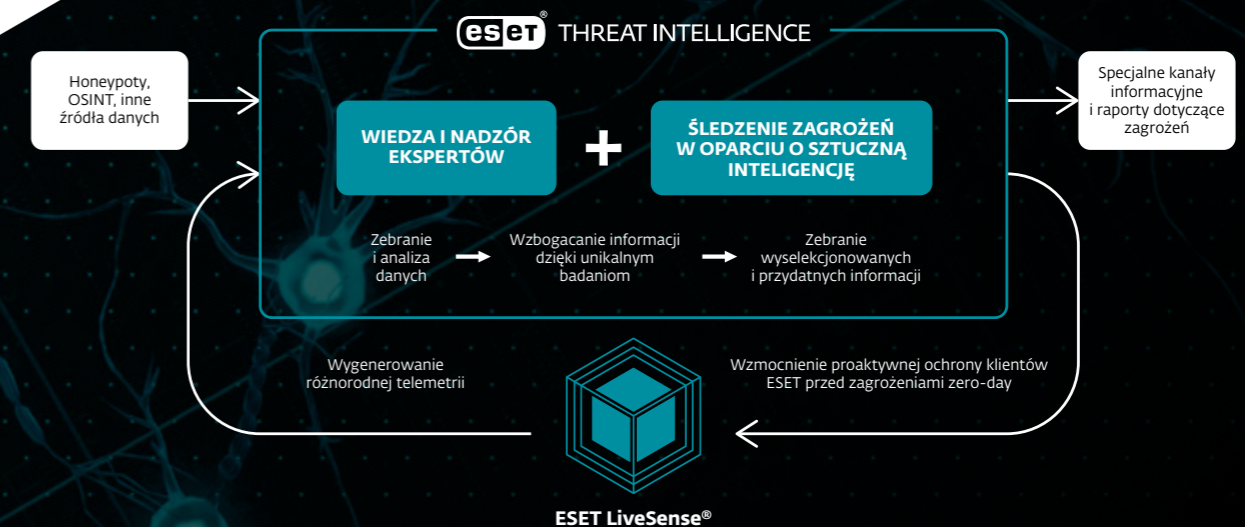 eset® THREAT INTELLIGENCE
Honeypoty,
OSINT, inne
źródła danych
WIEDZA I NADZÓR
EKSPERTÓW
+
ŚLEDZENIE ZAGROŻEŃ
W OPARCIU O SZTUCZNĄ
INTELIGENCJĘ
Specjalne kanały
informacyjne
i raporty dotyczące
zagrożeń
Zebranie
i analiza
danych
Wzbogacanie informacji
dzięki unikalnym
badaniom
Zebranie
wyselekcjonowanych
i przydatnych informacji
Wygenerowanie
różnorodnej telemetrii
Wzmocnienie proaktywnej ochrony klientów
ESET przed zagrożeniami zero-day
ESET LiveSense®